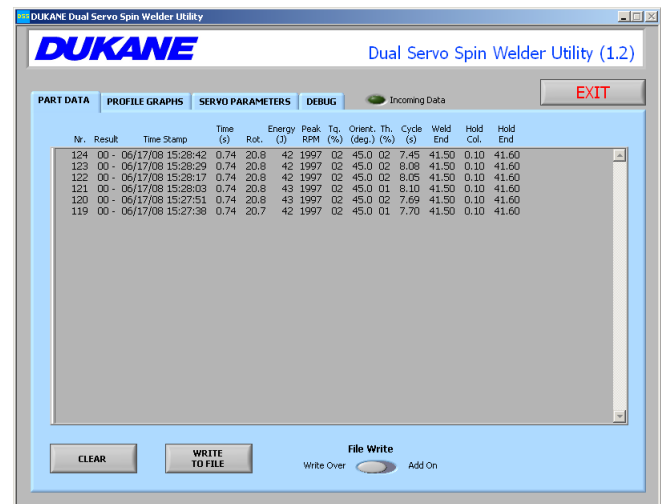 DSS DUKANE Dual Servo Spin Welder Utility
DUKANE
Dual Servo Spin Welder Utility (1.2)
PART DATA PROFILE GRAPHS SERVO PARAMETERS DEBUG Incoming Data EXIT
Time Energy Peak Tq. Orient. Th. Cycle Weld Hold Hold
Nr. Result Time Stamp (s) Rot. (J) RPM (%) (deg.) (%) (s) End Col. End
124 00 - 06/17/08 15:28:42 0.74 20.8 42 1997 02 45.0 02 7.45 41.50 0.10 41.60
123 00 - 06/17/08 15:28:29 0.74 20.8 42 1997 02 45.0 02 8.08 41.50 0.10 41.60
122 00 - 06/17/08 15:28:17 0.74 20.8 42 1997 02 45.0 02 8.05 41.50 0.10 41.60
121 00 - 06/17/08 15:28:03 0.74 20.8 43 1997 02 45.0 01 8.10 41.50 0.10 41.60
120 00 - 06/17/08 15:27:51 0.74 20.8 43 1997 02 45.0 02 7.69 41.50 0.10 41.60
119 00 - 06/17/08 15:27:38 0.74 20.7 42 1997 02 45.0 01 7.70 41.50 0.10 41.60
CLEAR
WRITE
TO FILE
File Write
Write Over Add On